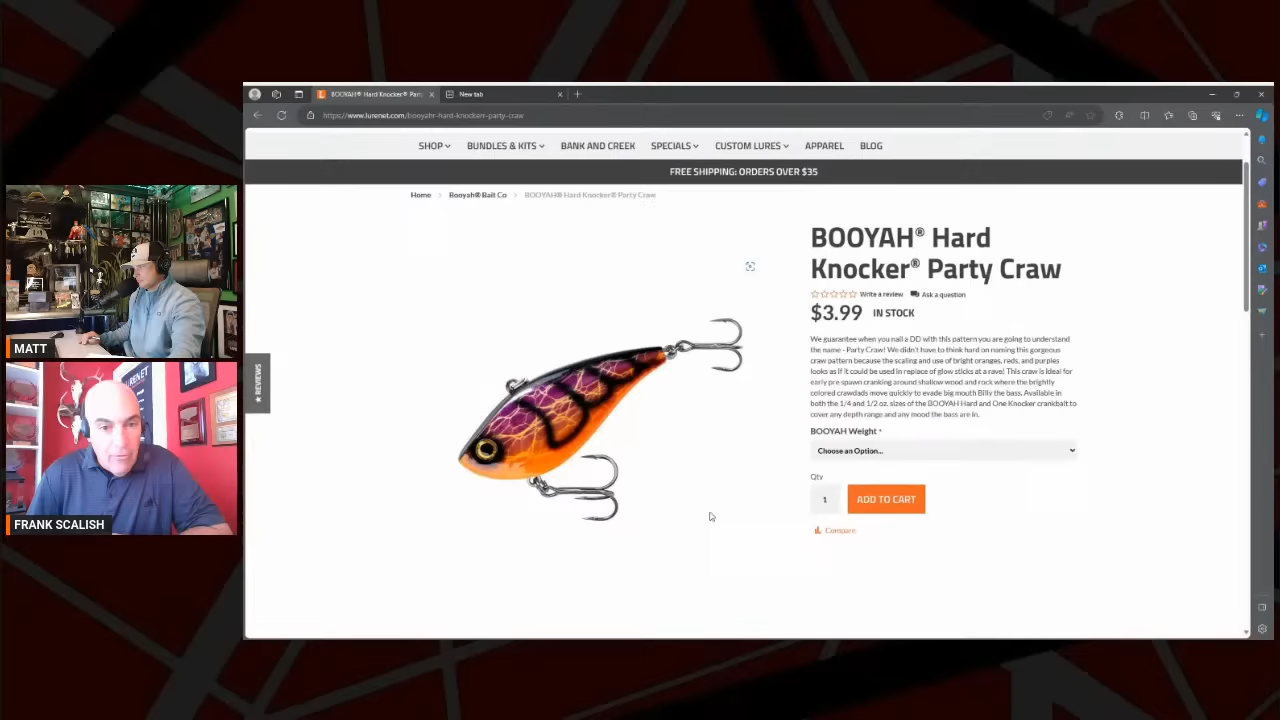 BOOYAH® Hard Knocker® Party
New tab
https://www.lurenet.com/booyahr-hard-knockerr-party-craw
SHOP
BUNDLES & KITS
BANK AND CREEK
SPECIALS
CUSTOM LURES
APPAREL
BLOG
FREE SHIPPING: ORDERS OVER $35
Home
Booyah® Bait Co
BOOYAH® Hard Knocker® Party Craw
BOOYAH® Hard
Knocker® Party Craw
Write a review
Ask a question
$3.99 IN STOCK
We guarantee when you nail a DD with this pattern you are going to understand
the name - Party Craw! We didn't have to think hard on naming this gorgeous
craw pattern because the scaling and use of bright oranges, reds, and purples
looks as if it could be used in replace of glow sticks at a rave! This craw is ideal for
early pre spawn cranking around shallow wood and rock where the brightly
colored crawdads move quickly to evade big mouth Billy the bass. Available in
both the 1/4 and 1/2 oz. sizes of the BOOYAH Hard and One Knocker crankbait to
cover any depth range and any mood the bass are in.
BOOYAH Weight *
Choose an Option...
Qty
1
ADD TO CART
Compare
★ REVIEWS
MATT
FRANK SCALISH